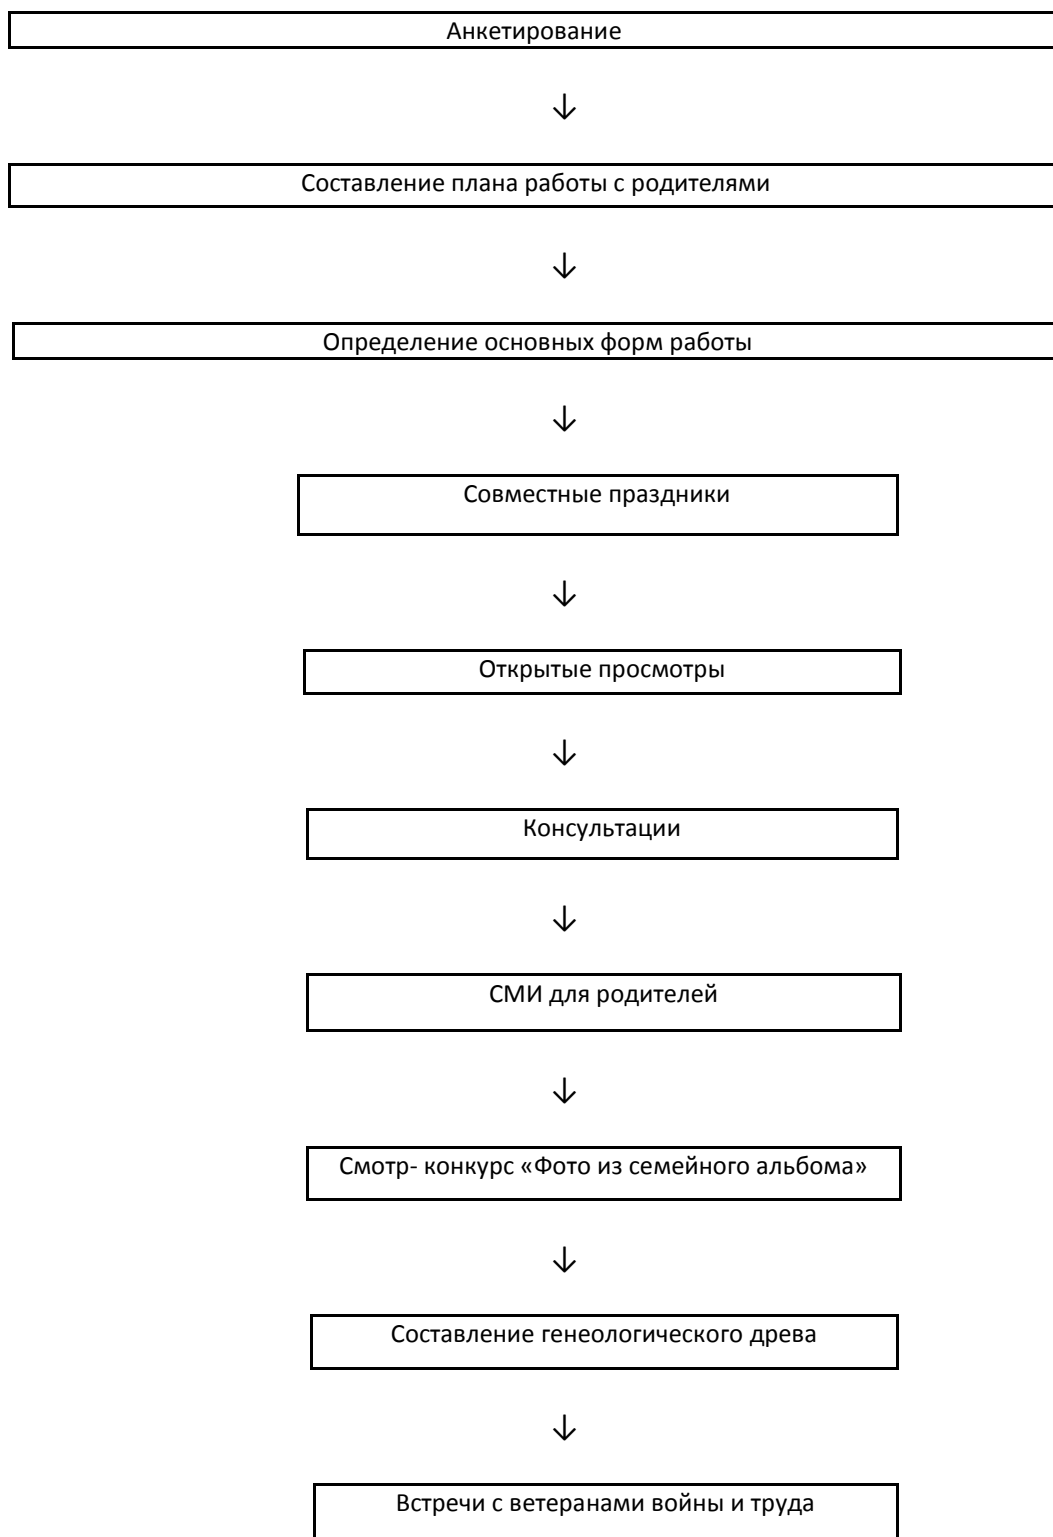 Анкетирование
↓
Составление плана работы с родителями
↓
Определение основных форм работы
↓
Совместные праздники
↓
Открытые просмотры
↓
Консультации
↓
СМИ для родителей
↓
Смотр- конкурс «Фото из семейного альбома»
↓
Составление генеологического древа
↓
Встречи с ветеранами войны и труда